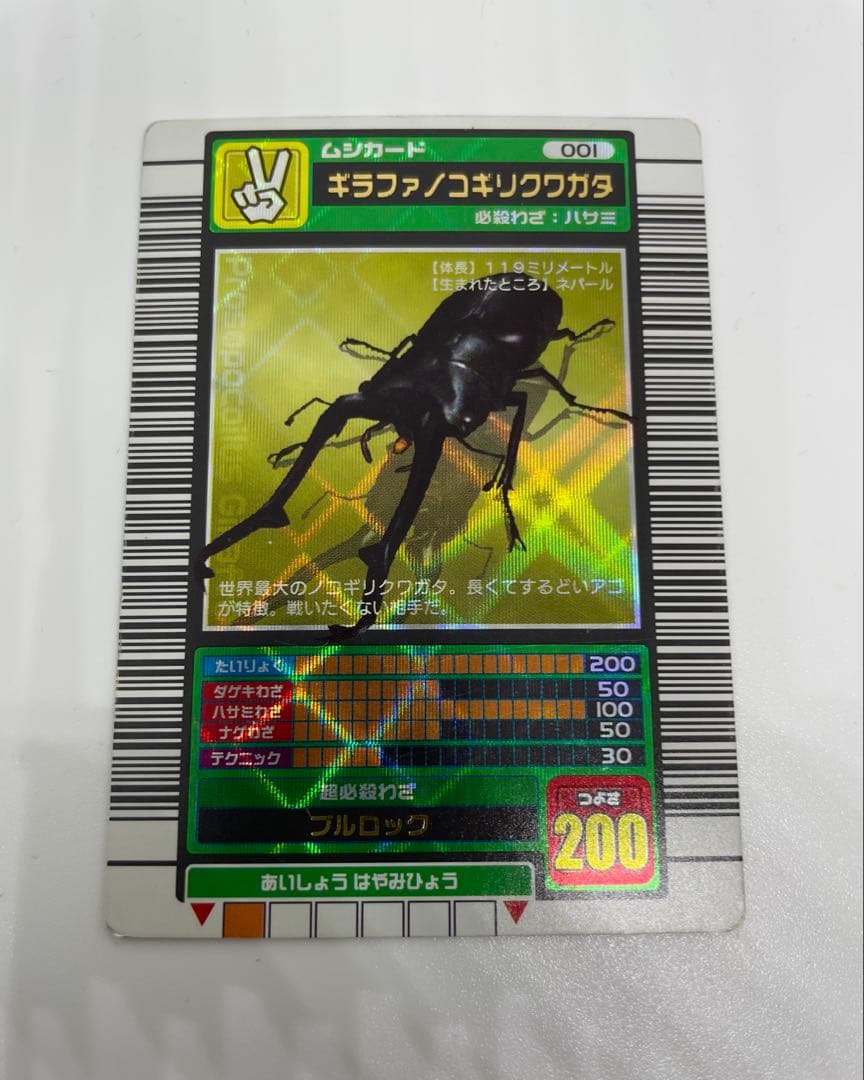 ムシカード 001
ギラファノコギリクワガタ
必殺わざ：ハサミ
【体長】119ミリメートル
【生まれたところ】ネパール
世界最大のノコギリクワガタ。長くてするどいアゴ
が特徴。戦いたくない相手だ。
たいりょく 200
ダゲキわざ 50
ハサミわざ 100
ナゲわざ 50
テクニック 30
超必殺わざ
ブルロック
つよさ
200
あいしょうはやみひょう